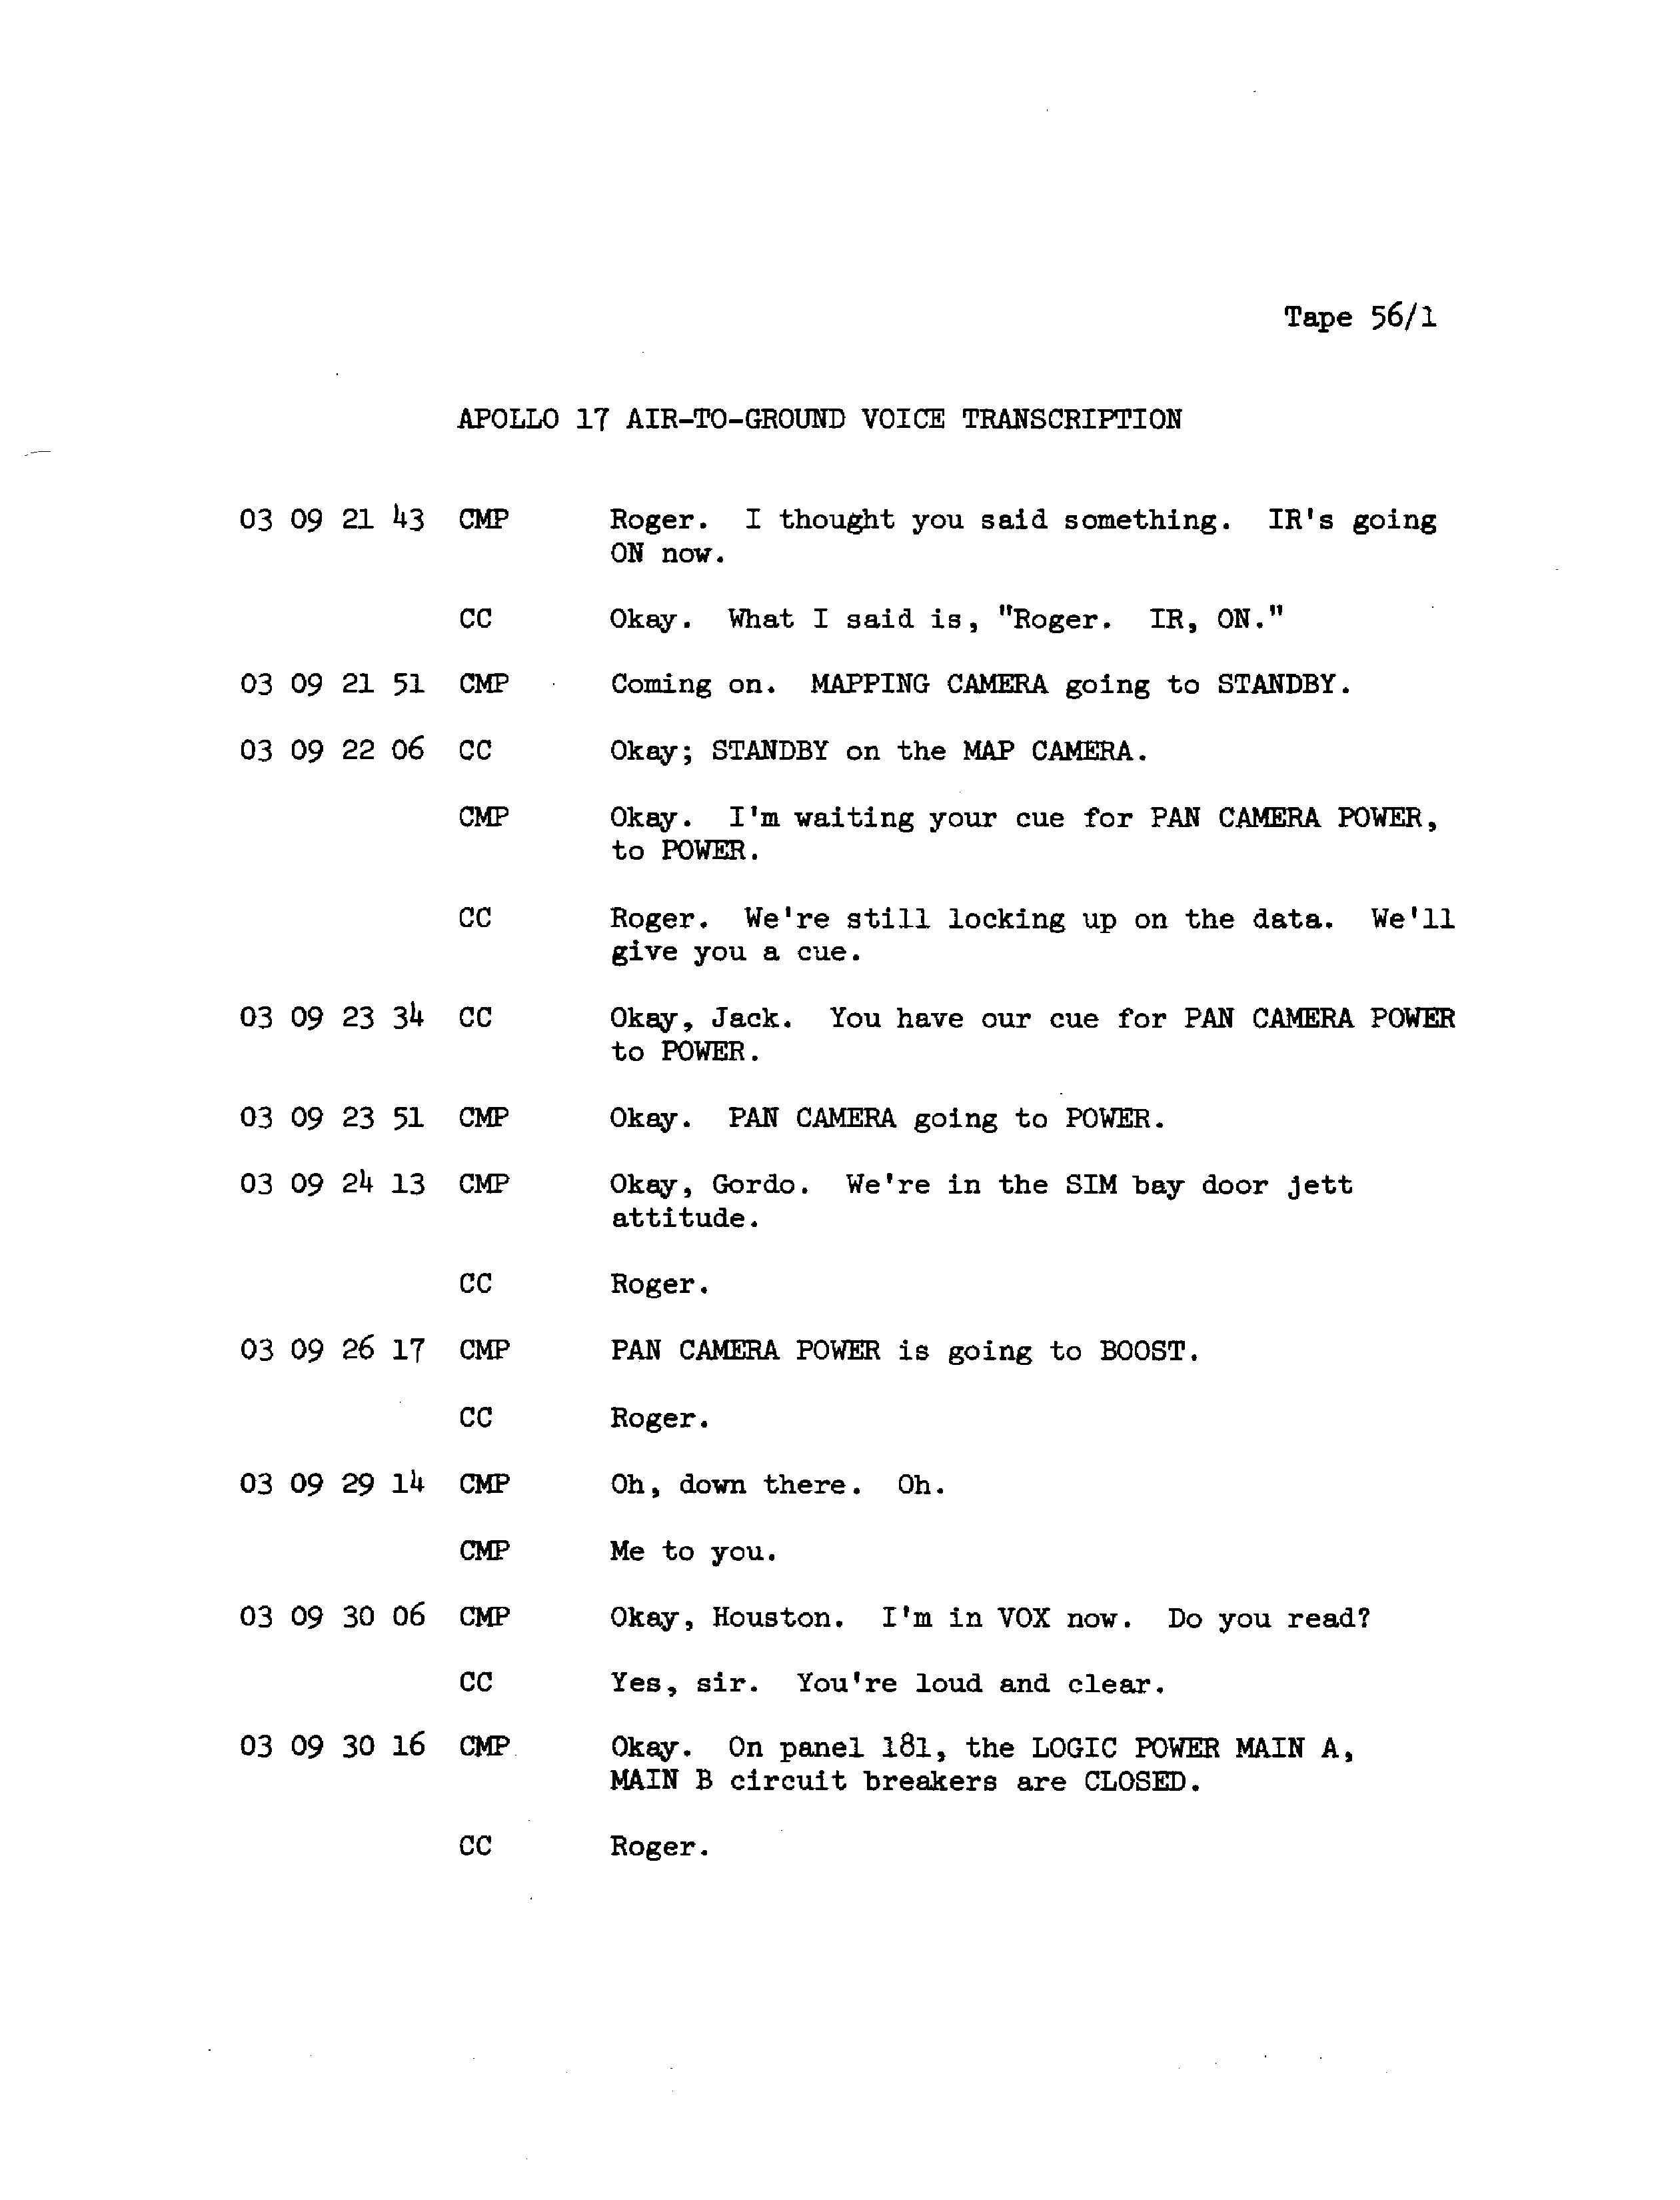 Tape 56/1
APOLLO 17 AIR-TO-GROUND VOICE TRANSCRIPTION
03 09 21 43 CMP Roger. I thought you said something. IR's going
ON now.
CC Okay. What I said is, "Roger. IR, ON."
03 09 21 51 CMP Coming on. MAPPING CAMERA going to STANDBY.
03 09 22 06 CC Okay; STANDBY on the MAP CAMERA.
CMP Okay. I'm waiting your cue for PAN CAMERA POWER,
to POWER.
CC Roger. We're still locking up on the data. We'll
give you a cue.
03 09 23 34 CC Okay, Jack. You have our cue for PAN CAMERA POWER
to POWER.
03 09 23 51 CMP Okay. PAN CAMERA going to POWER.
03 09 24 13 CMP Okay, Gordo. We're in the SIM bay door jett
attitude.
CC Roger.
03 09 26 17 CMP PAN CAMERA POWER is going to BOOST.
CC Roger.
03 09 29 14 CMP Oh, down there. Oh.
CMP Me to you.
03 09 30 06 CMP Okay, Houston. I'm in VOX now. Do you read?
CC Yes, sir. You're loud and clear.
03 09 30 16 CMP Okay. On panel 181, the LOGIC POWER MAIN A,
MAIN B circuit breakers are CLOSED.
CC Roger.